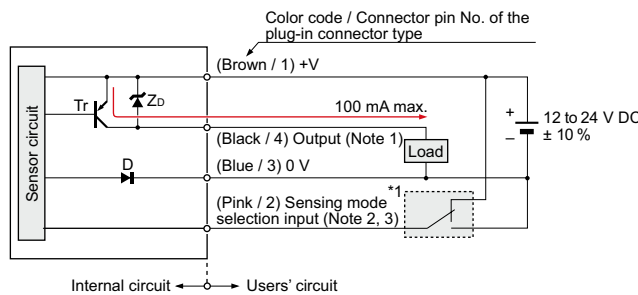 Color code / Connector pin No. of the
plug-in connector type
(Brown / 1) +V
Tr
ZD
100 mA max.
+
–
12 to 24 V DC
± 10 %
Sensor circuit
(Black / 4) Output (Note 1)
Load
D
(Blue / 3) 0 V
*1
(Pink / 2) Sensing mode
selection input (Note 2, 3)
Internal circuit
Users' circuit